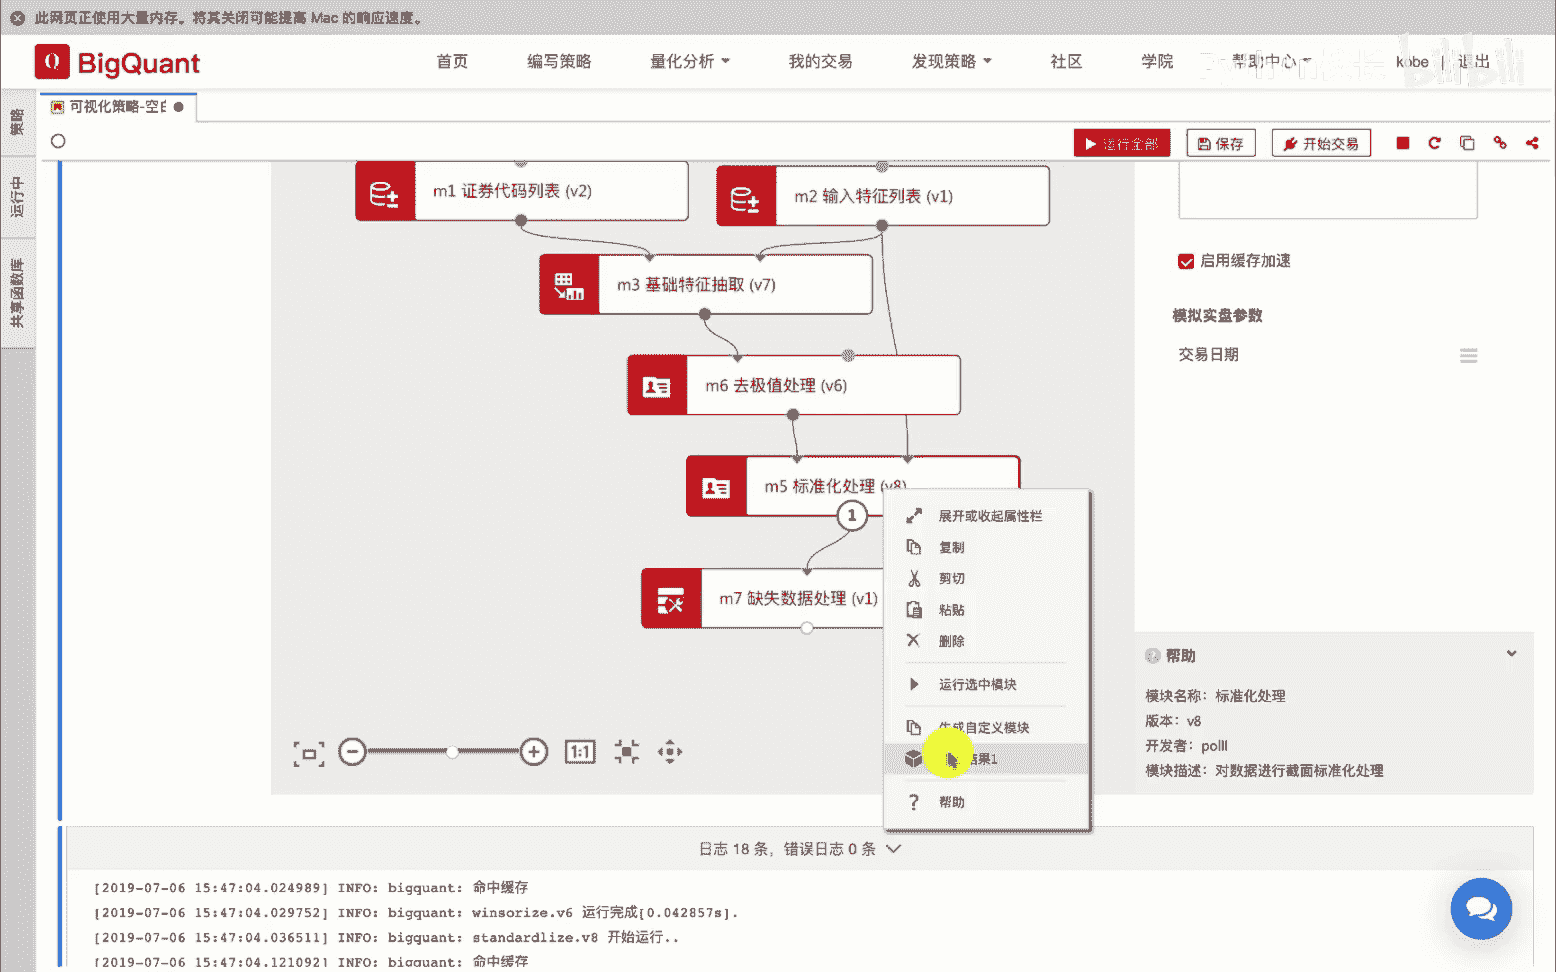 此网页正使用大量内存。将其关闭可能提高 Mac 的响应速度。
BigQuant
首页 编写策略 量化分析 我的交易 发现策略 社区 学院 帮助中心 kobe 退出
策略
运行中
共享函数库
可视化策略-空白
运行全部 保存 开始交易
m1 证券代码列表 (v2)
m2 输入特征列表 (v1)
m3 基础特征抽取 (v7)
m6 去极值处理 (v6)
m5 标准化处理 (v8)
1
m7 缺失数据处理 (v1)
1:1
展开或收起属性栏
复制
剪切
粘贴
删除
运行选中模块
生成自定义模块
结果1
帮助
启用缓存加速
模拟实盘参数
交易日期
帮助
模块名称：标准化处理
版本：v8
开发者：polll
模块描述：对数据进行截面标准化处理
日志 18 条，错误日志 0 条
[2019-07-06 15:47:04.024989] INFO: bigquant: 命中缓存
[2019-07-06 15:47:04.029752] INFO: bigquant: winsorize.v6 运行完成[0.042857s].
[2019-07-06 15:47:04.036511] INFO: bigquant: standardlize.v8 开始运行..
[2019-07-06 15:47:04.121092] INFO: bigquant: 命中缓存